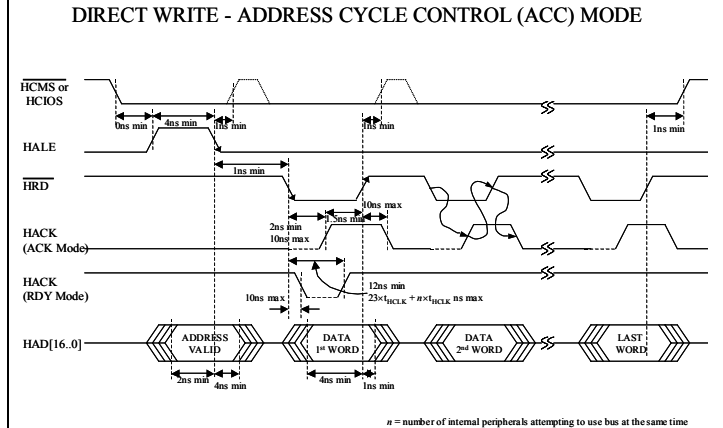 DIRECT WRITE - ADDRESS CYCLE CONTROL (ACC) MODE
HCMS or
HCIOS
0ns min
4ns min
1ns min
1ns min
1ns min
HALE
1ns min
HRD
2ns min
10ns max
1.5ns min
10ns max
HACK
(ACK Mode)
HACK
(RDY Mode)
10ns max
12ns min
23×tHCLK + n×tHCLK ns max
HAD[16..0]
ADDRESS
VALID
DATA
1st WORD
DATA
2nd WORD
LAST
WORD
2ns min
4ns min
4ns min
1ns min
n = number of internal peripherals attempting to use bus at the same time